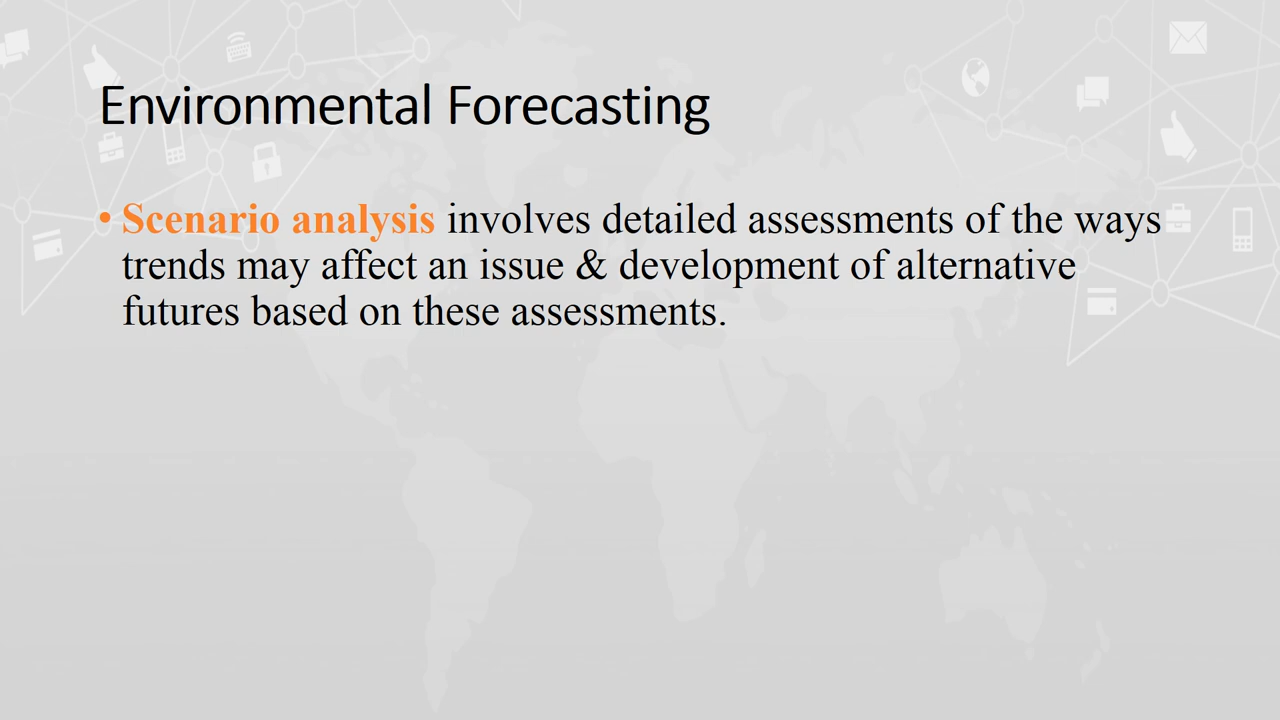 Environmental Forecasting
• Scenario analysis involves detailed assessments of the ways
trends may affect an issue & development of alternative
futures based on these assessments.